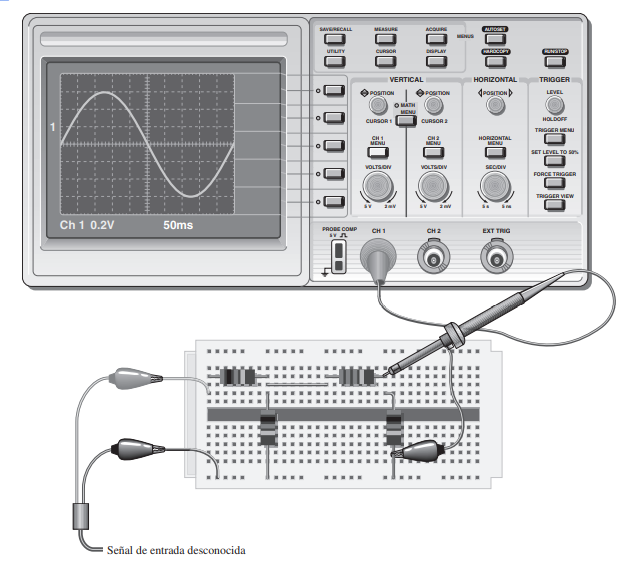 SAVE/RECALL MEASURE ACQUIRE MENUS AUTOSET
UTILITY CURSOR DISPLAY HARDCOPY RUN/STOP
VERTICAL HORIZONTAL TRIGGER
POSITION POSITION POSITION LEVEL
MATH MENU
CURSOR 1 CURSOR 2 HOLDOFF
CH 1 MENU CH 2 MENU HORIZONTAL MENU TRIGGER MENU
SET LEVEL TO 50%
VOLTS/DIV VOLTS/DIV SEC/DIV FORCE TRIGGER
TRIGGER VIEW
5 V 2 mV 5 V 2 mV 5 s 5 ns
1
Ch 1 0.2V 50ms
PROBE COMP
5 V
CH 1 CH 2 EXT TRIG
Señal de entrada desconocida